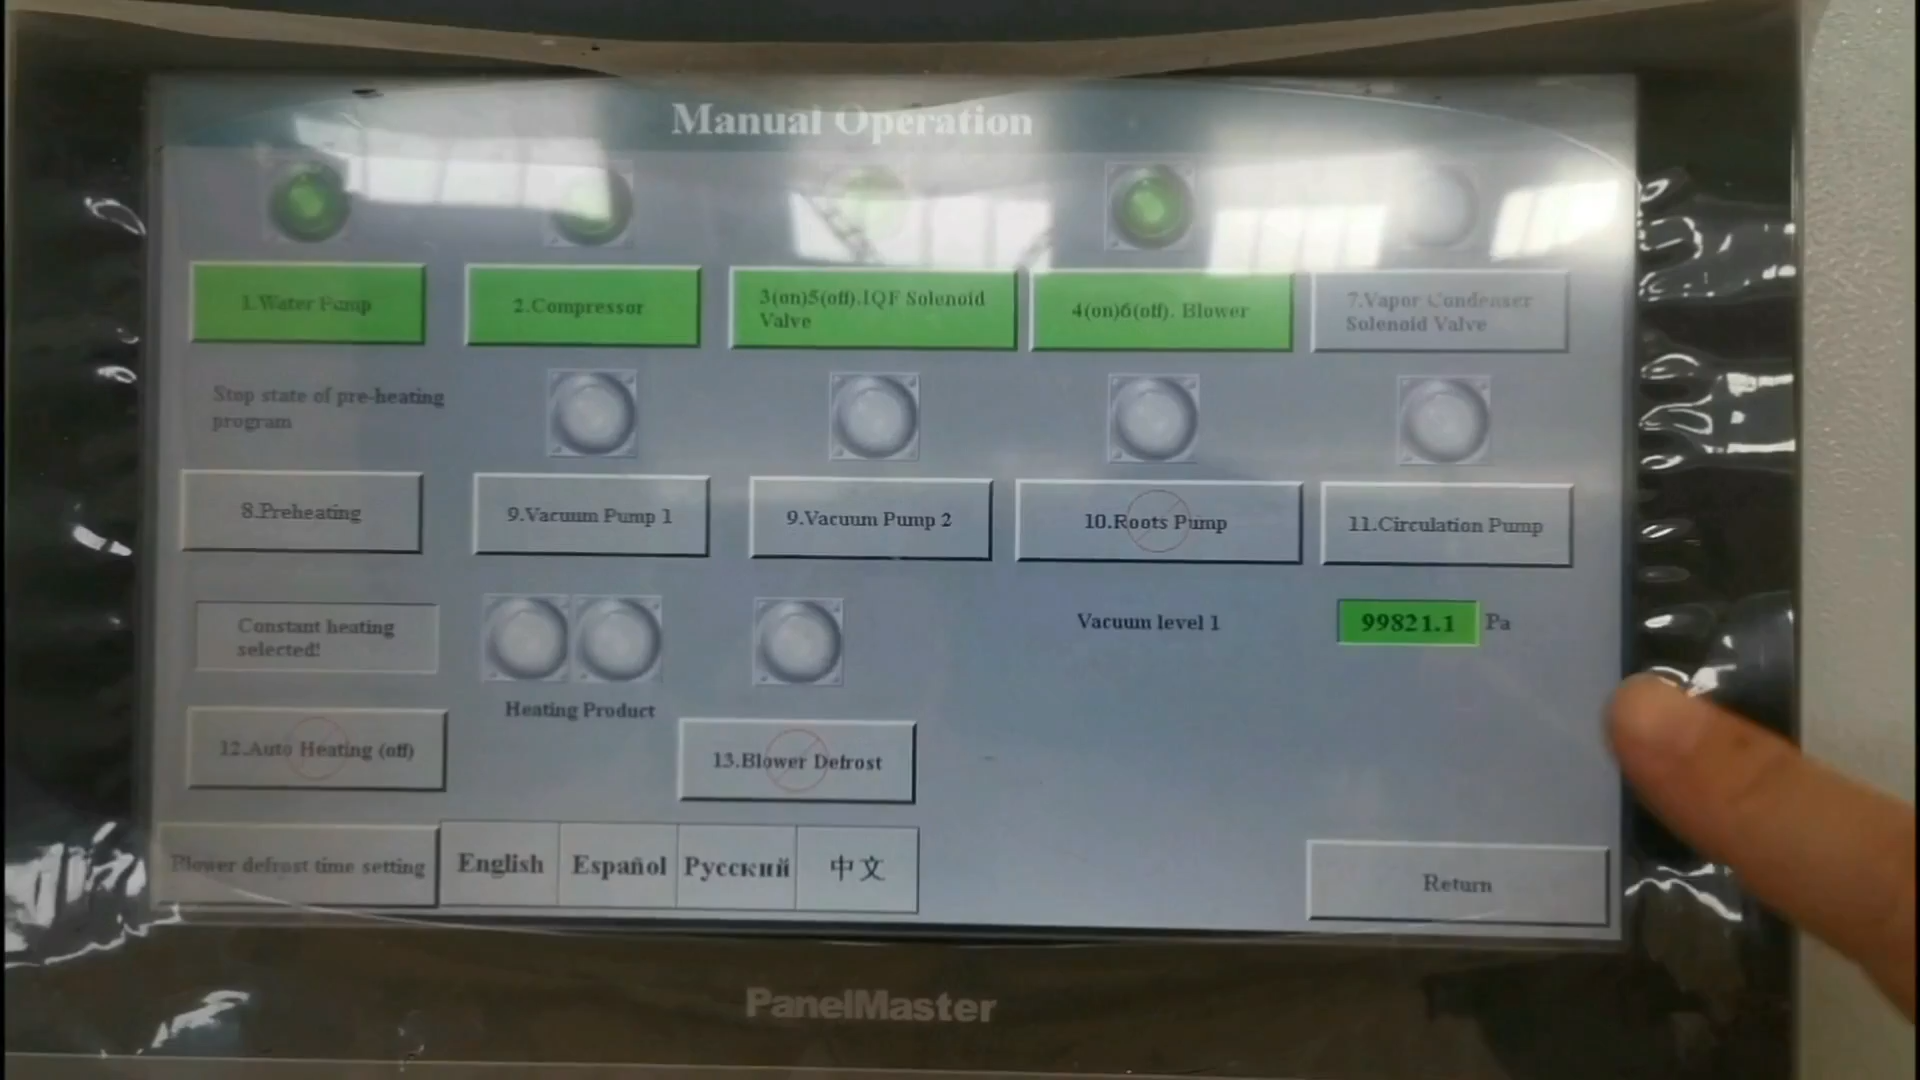 Manual Operation
1.Water Pump
2.Compressor
3(on)5(off).IQF Solenoid
Valve
4(on)6(off). Blower
7.Vapor Condenser
Solenoid Valve
Stop state of pre-heating
program
8.Preheating
9.Vacuum Pump 1
9.Vacuum Pump 2
10.Roots Pump
11.Circulation Pump
Constant heating
selected!
Vacuum level 1
99821.1
Pa
Heating Product
12.Auto Heating (off)
13.Blower Defrost
Blower defrost time setting
English
Español
Русский
中文
Return
PanelMaster